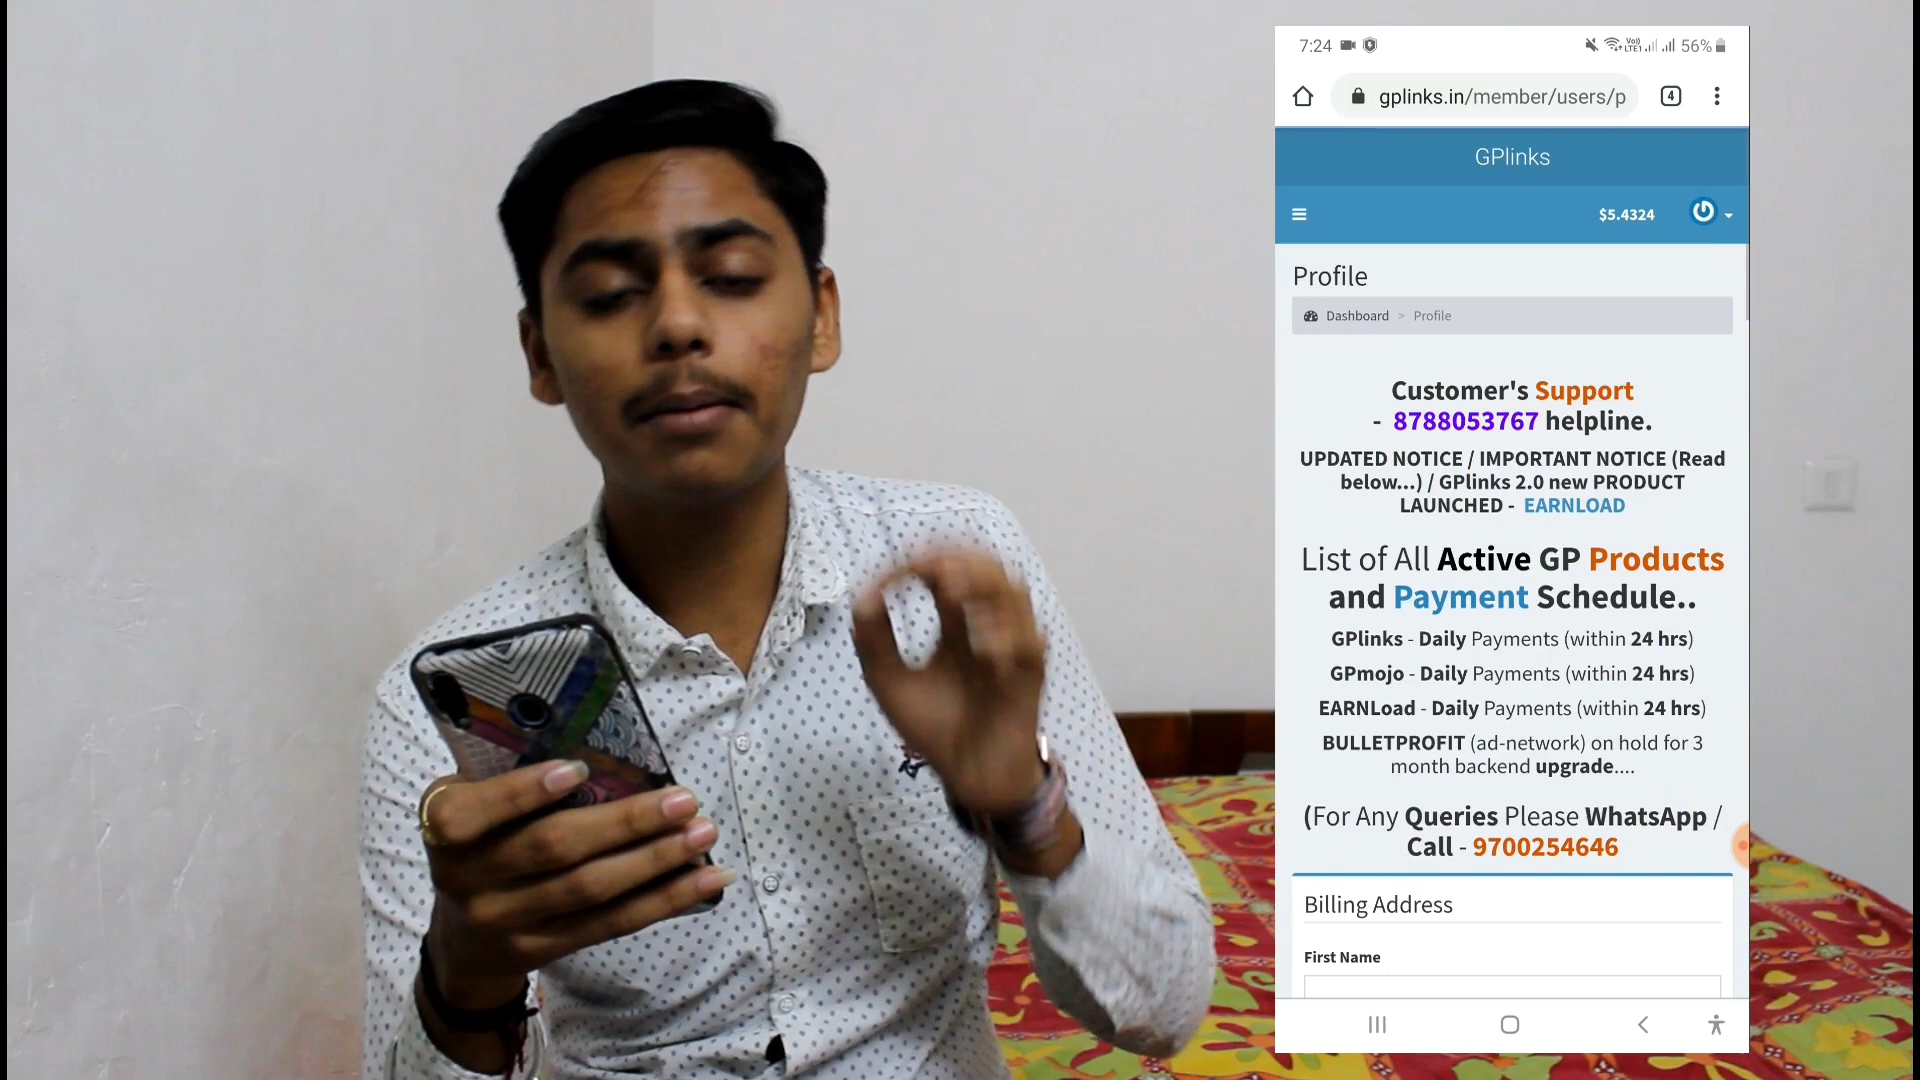 7:24 56%
gplinks.in/member/users/p 4
GPlinks
$5.4324
Profile
Dashboard > Profile
Customer's Support
- 8788053767 helpline.
UPDATED NOTICE / IMPORTANT NOTICE (Read
below...) / GPlinks 2.0 new PRODUCT
LAUNCHED - EARNLOAD
List of All Active GP Products
and Payment Schedule..
GPlinks - Daily Payments (within 24 hrs)
GPmojo - Daily Payments (within 24 hrs)
EARNLoad - Daily Payments (within 24 hrs)
BULLETPROFIT (ad-network) on hold for 3
month backend upgrade....
(For Any Queries Please WhatsApp /
Call - 9700254646
Billing Address
First Name